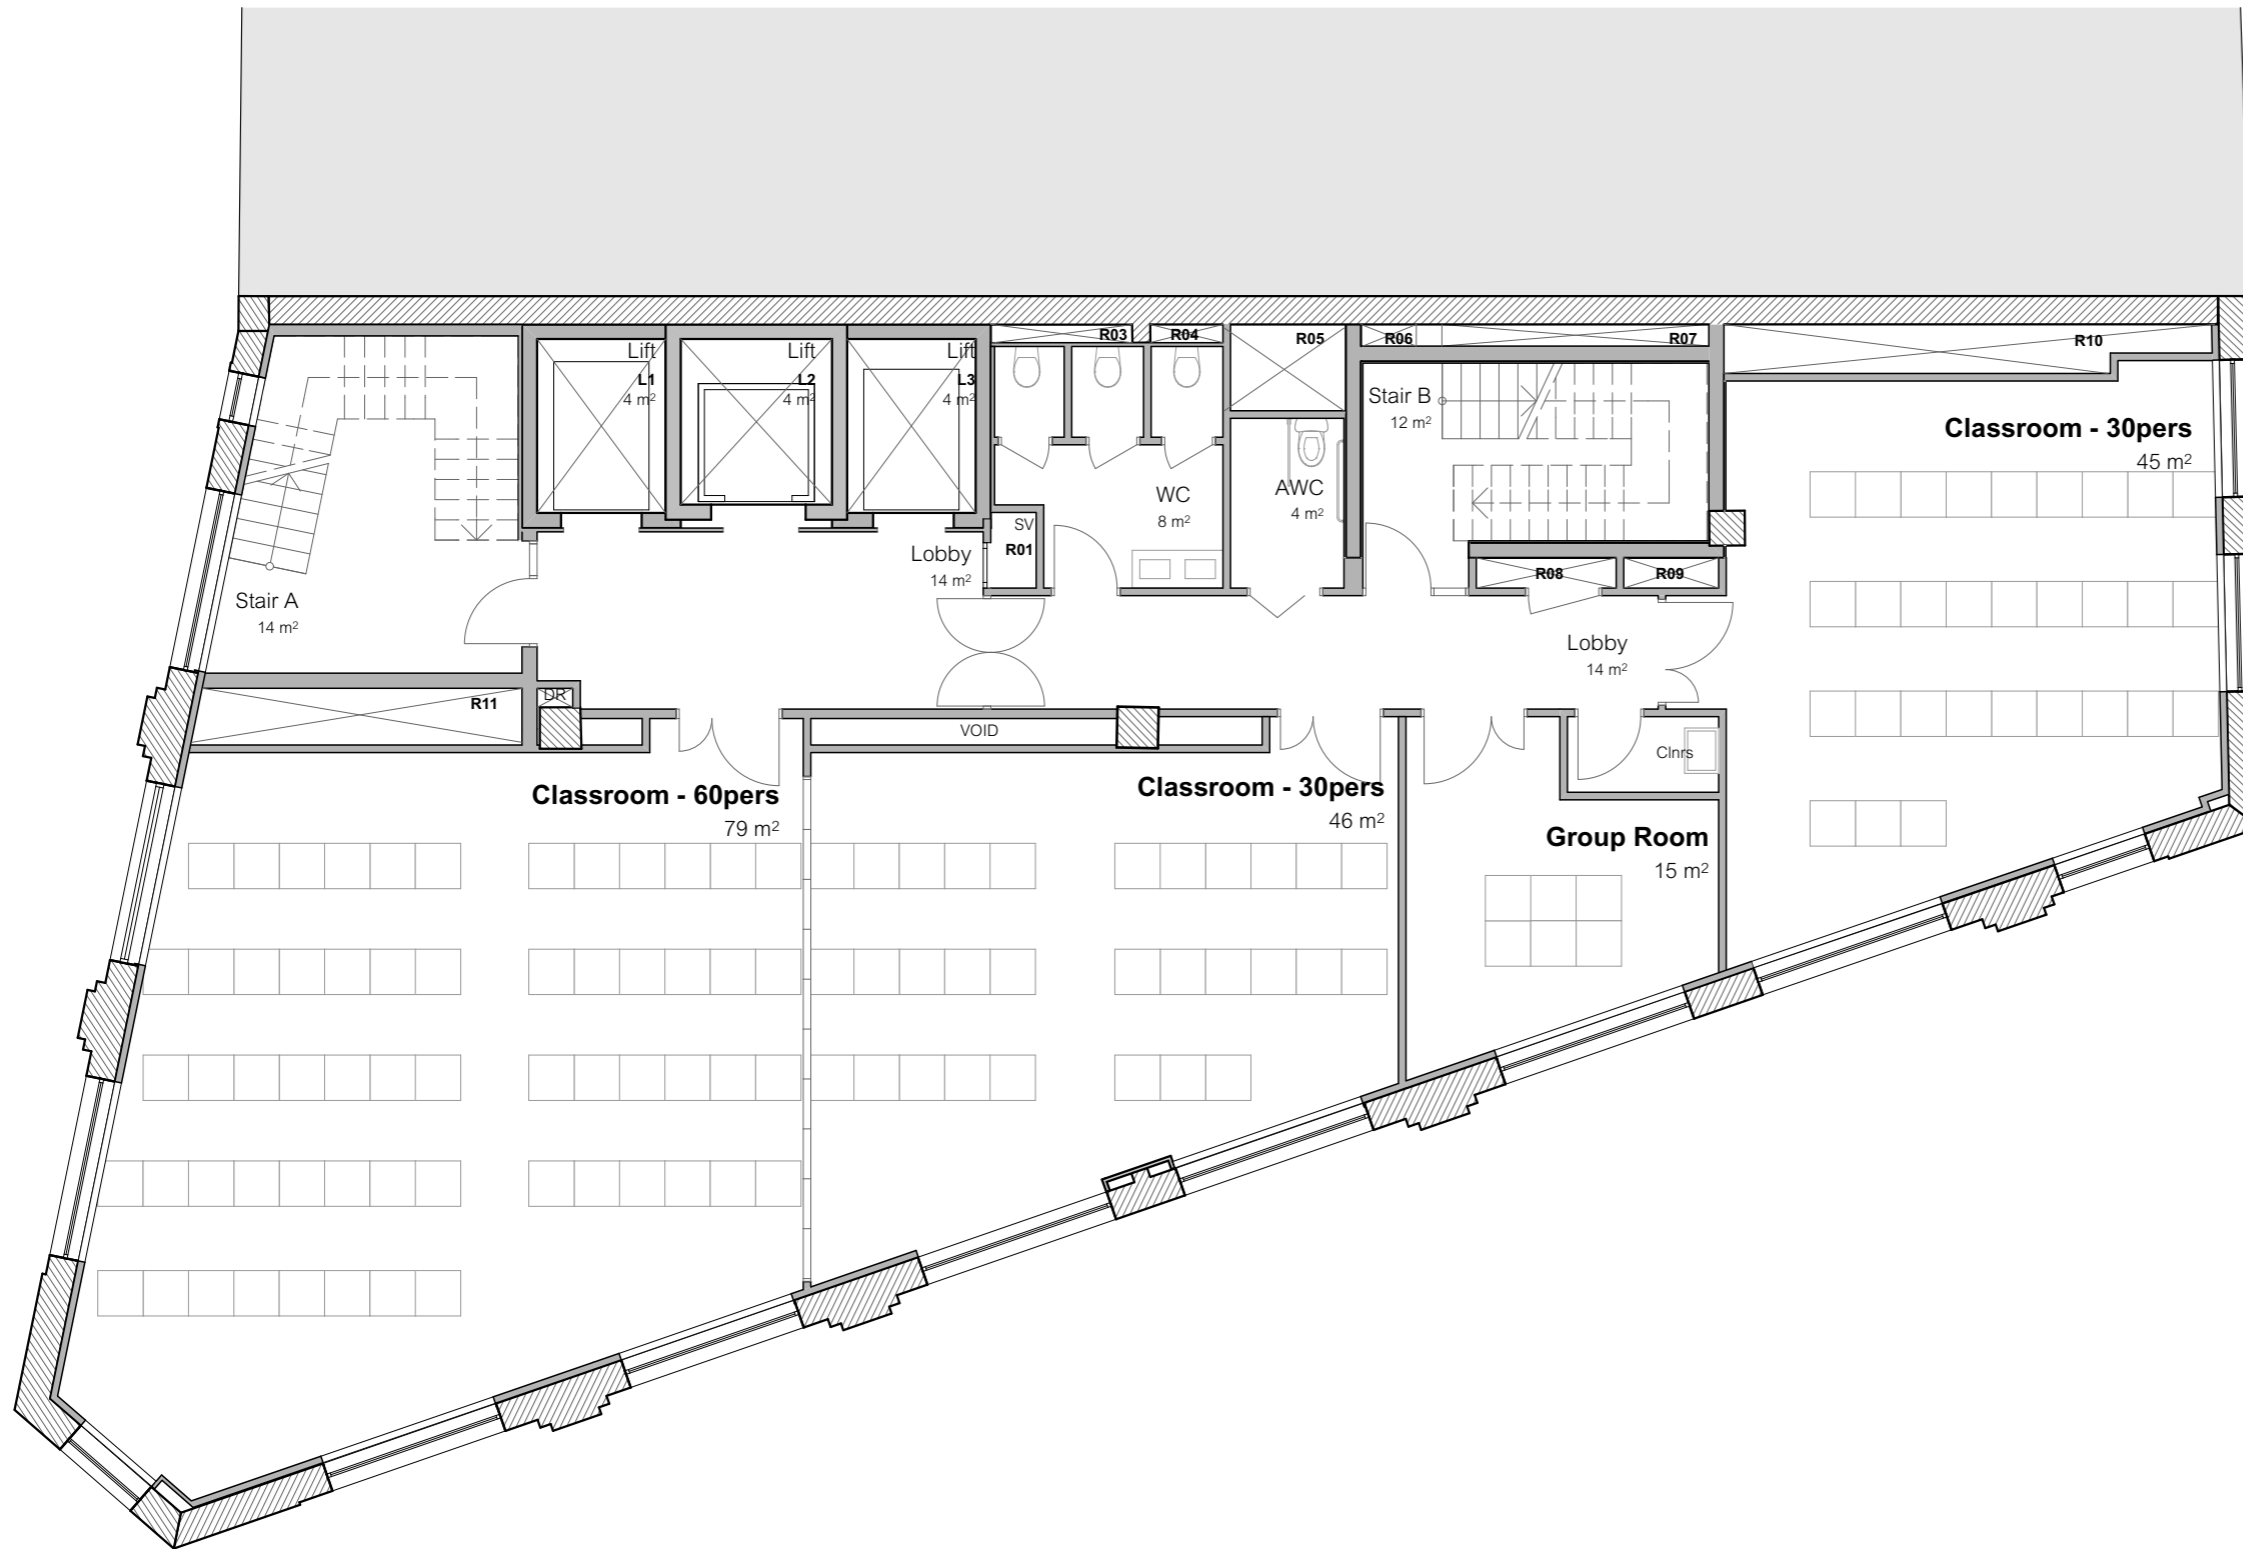 Lift
L1
4 m²
Lift
L2
4 m²
Lift
L3
4 m²
R03
R04
R05
R06
R07
R10
Stair B
12 m²
Classroom - 30pers
45 m²
WC
8 m²
AWC
4 m²
SV
R01
Lobby
14 m²
R08
R09
Stair A
14 m²
Lobby
14 m²
R11
DR
VOID
Clnrs
Classroom - 60pers
79 m²
Classroom - 30pers
46 m²
Group Room
15 m²